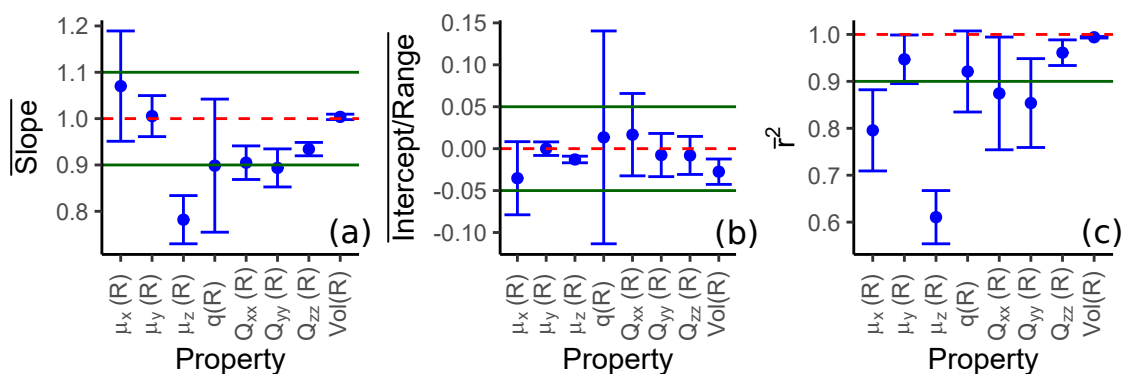 Slope
1.2
1.1
1.0
0.9
0.8
(a)
μx (R)
μy (R)
μz (R)
q(R)
Qxx (R)
Qyy (R)
Qzz (R)
Vol(R)
Property
Intercept/Range
0.15
0.10
0.05
0.00
-0.05
-0.10
(b)
μx (R)
μy (R)
μz (R)
q(R)
Qxx (R)
Qyy (R)
Qzz (R)
Vol(R)
Property
r̄²
1.0
0.9
0.8
0.7
0.6
(c)
μx (R)
μy (R)
μz (R)
q(R)
Qxx (R)
Qyy (R)
Qzz (R)
Vol(R)
Property